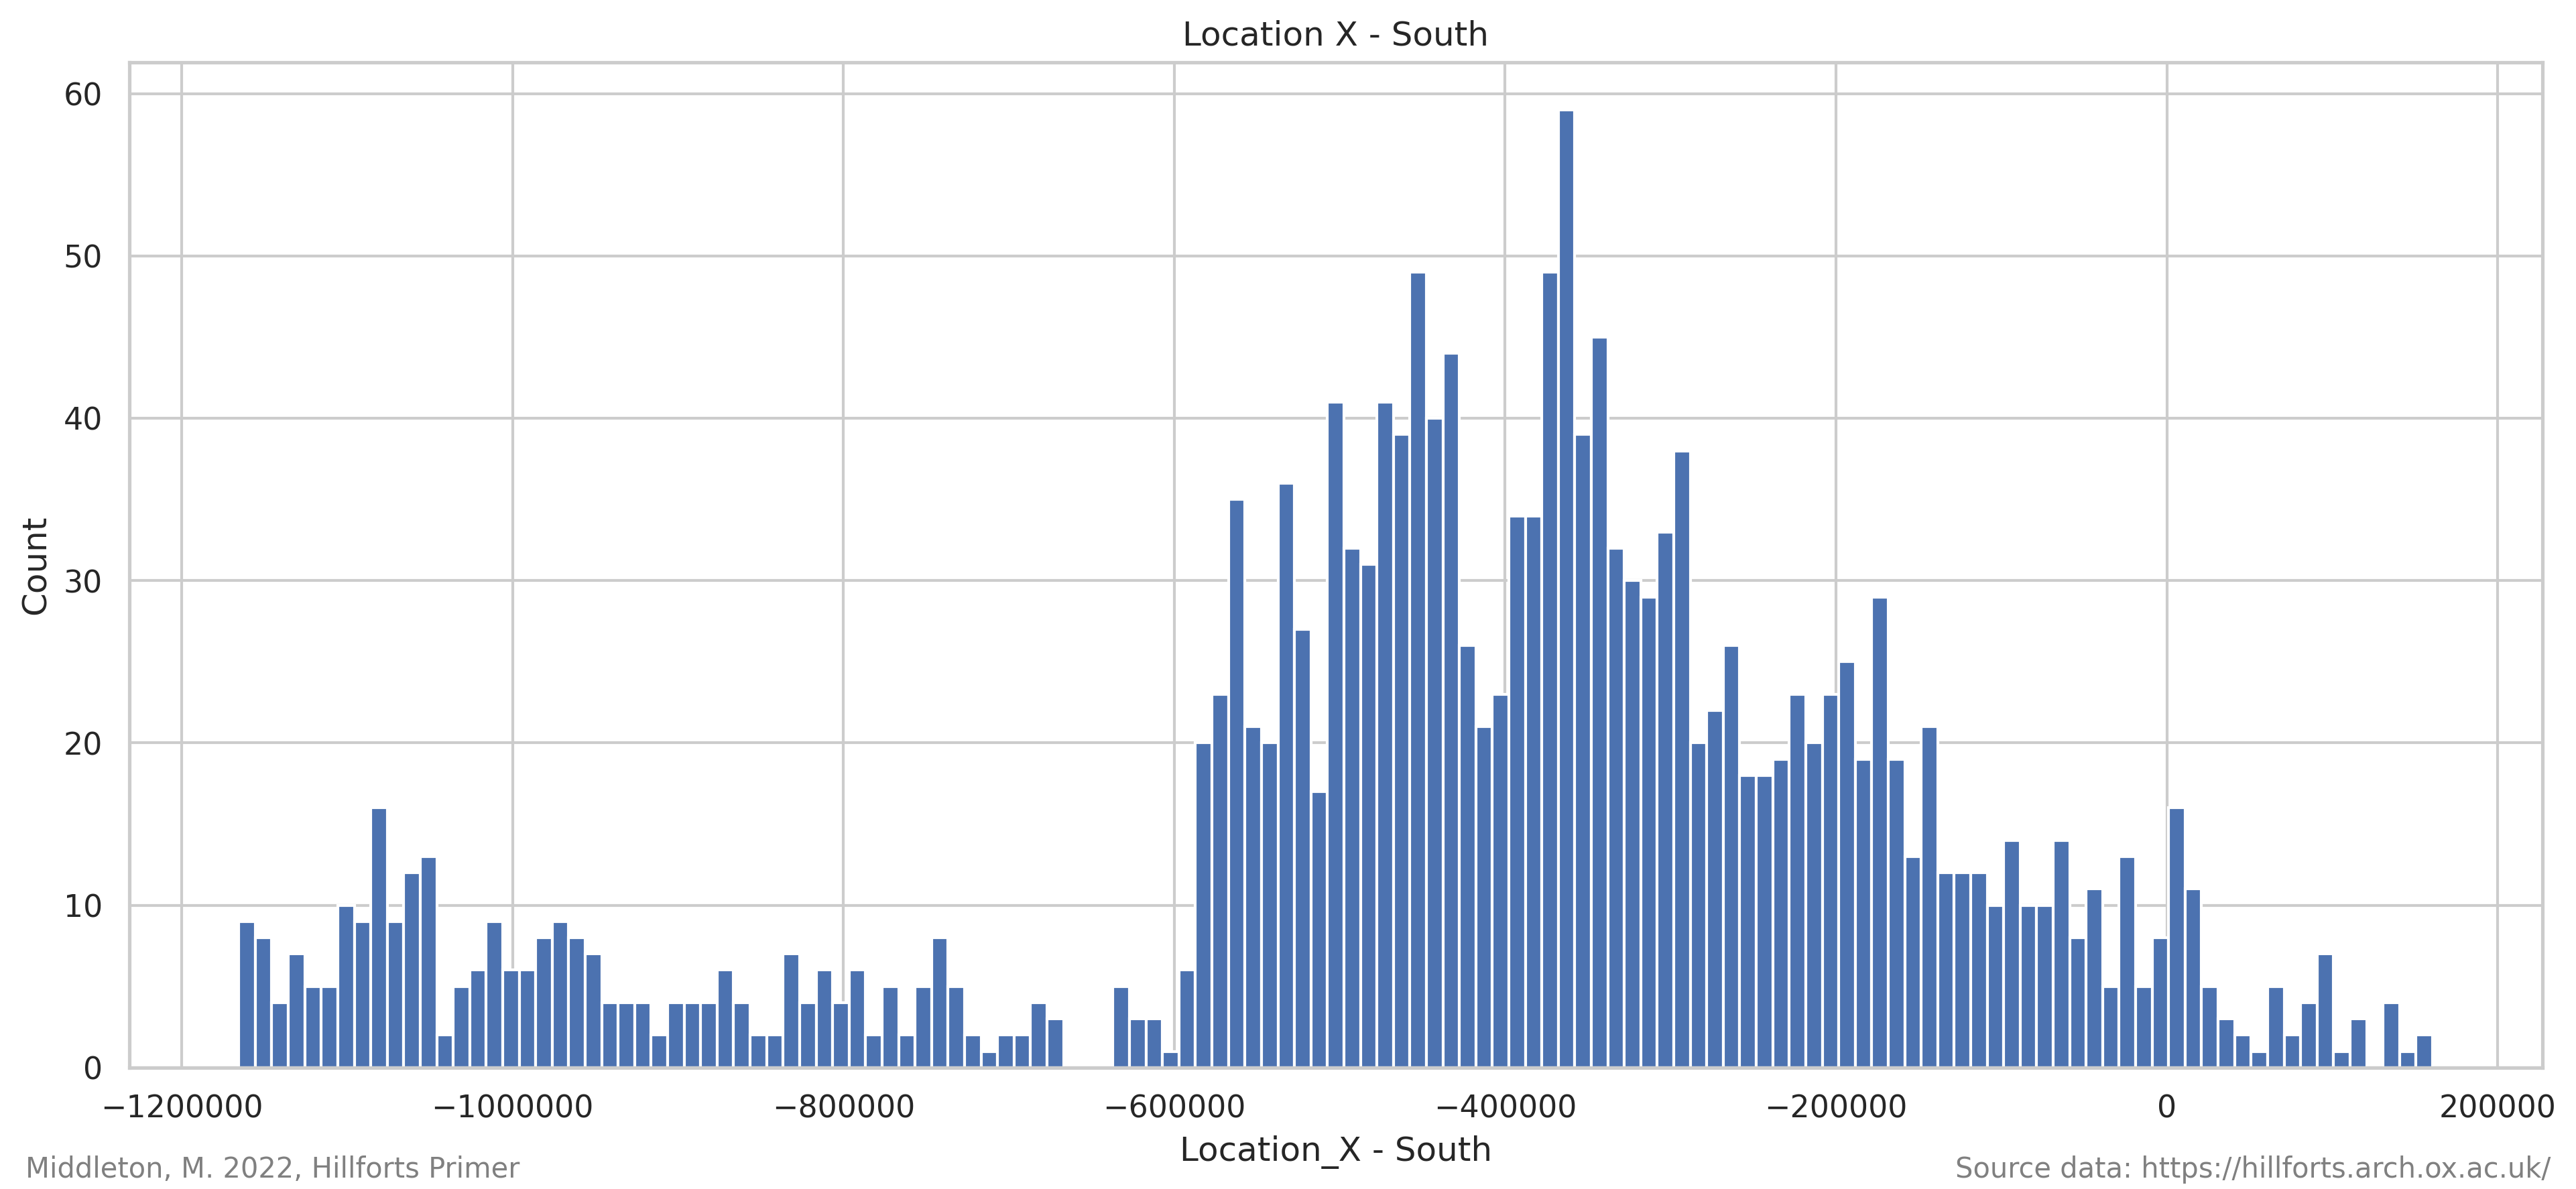 Location X - South
60
50
40
30
20
10
0
Count
−1200000 −1000000 −800000 −600000 −400000 −200000 0 200000
Location_X - South
Middleton, M. 2022, Hillforts Primer
Source data: https://hillforts.arch.ox.ac.uk/